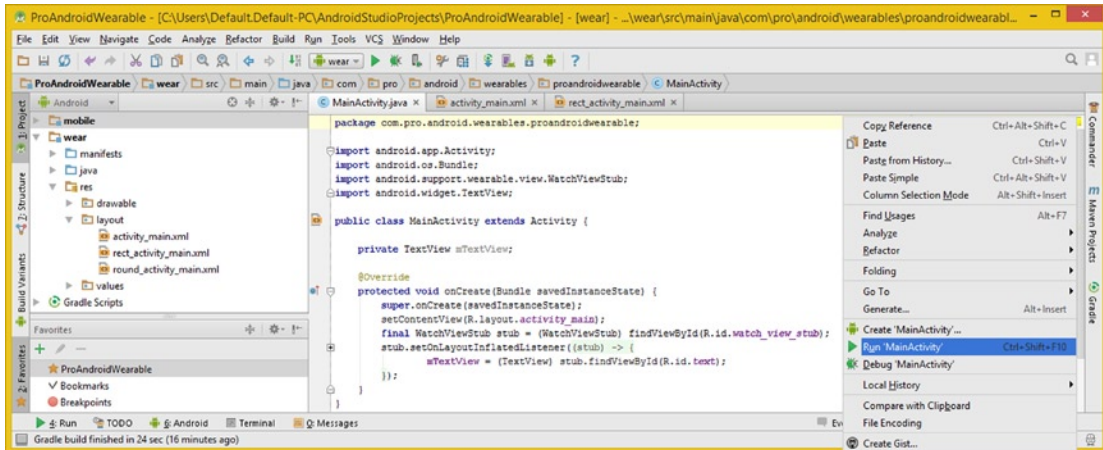 ProAndroidWearable - [C:\Users\Default.Default-PC\AndroidStudioProjects\ProAndroidWearable] - [wear] - ...\wear\src\main\java\com\pro\android\wearables\proandroidwearabl...
File Edit View Navigate Code Analyze Refactor Build Run Tools VCS Window Help
wear
ProAndroidWearable wear src main java com pro android wearables proandroidwearable MainActivity
Android
MainActivity.java × activity_main.xml × rect_activity_main.xml ×
1: Project
7: Structure
Build Variants
2: Favorites
mobile
wear
manifests
java
res
drawable
layout
activity_main.xml
rect_activity_main.xml
round_activity_main.xml
values
Gradle Scripts
Favorites
ProAndroidWearable
Bookmarks
Breakpoints
package com.pro.android.wearables.proandroidwearable;
import android.app.Activity;
import android.os.Bundle;
import android.support.wearable.view.WatchViewStub;
import android.widget.TextView;
public class MainActivity extends Activity {
private TextView mTextView;
@Override
protected void onCreate(Bundle savedInstanceState) {
super.onCreate(savedInstanceState);
setContentView(R.layout.activity_main);
final WatchViewStub stub = (WatchViewStub) findViewById(R.id.watch_view_stub);
stub.setOnLayoutInflatedListener((stub) -> {
mTextView = (TextView) stub.findViewById(R.id.text);
});
}
}
Copy Reference Ctrl+Alt+Shift+C
Paste Ctrl+V
Paste from History... Ctrl+Shift+V
Paste Simple Ctrl+Alt+Shift+V
Column Selection Mode Alt+Shift+Insert
Find Usages Alt+F7
Analyze
Refactor
Folding
Go To
Generate... Alt+Insert
Create 'MainActivity'...
Run 'MainActivity' Ctrl+Shift+F10
Debug 'MainActivity'
Local History
Compare with Clipboard
File Encoding
Create Gist...
Commander
Maven Projects
Gradle
4: Run TODO 6: Android Terminal 0: Messages Ev
Gradle build finished in 24 sec (16 minutes ago)